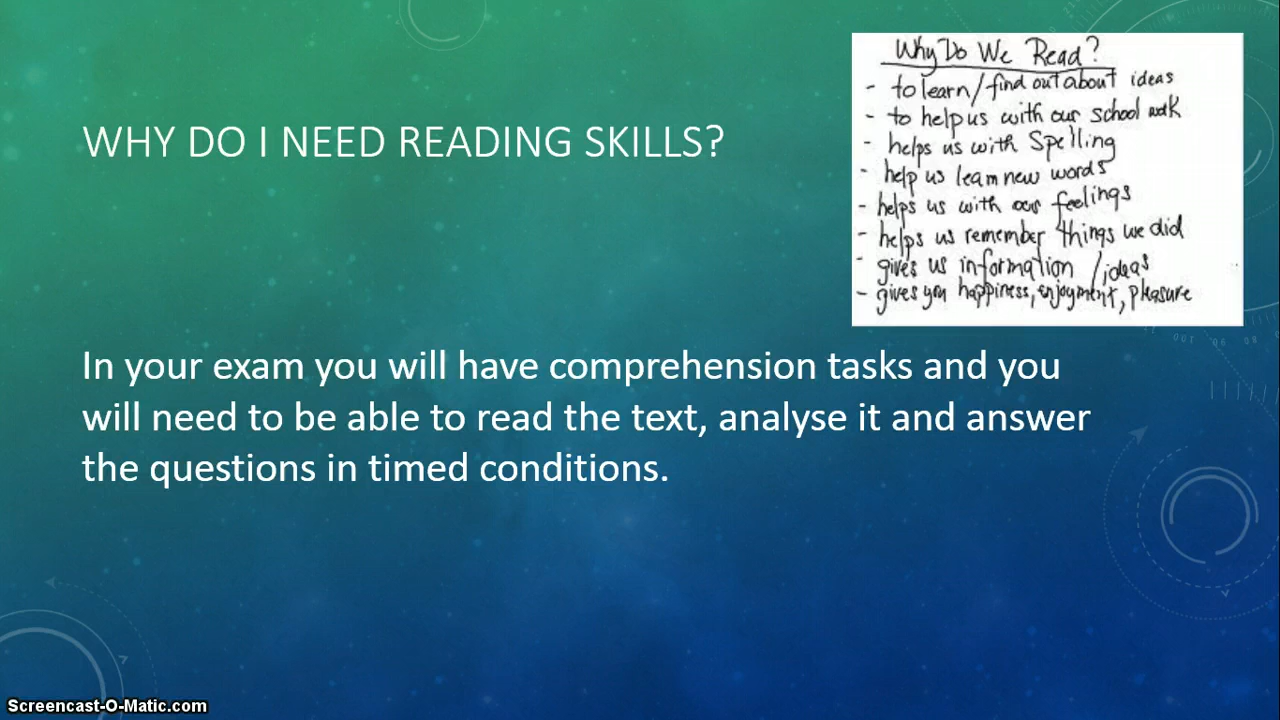 WHY DO I NEED READING SKILLS?
Why Do We Read?
- to learn/find out about ideas
- to help us with our school work
- helps us with Spelling
- help us learn new words
- helps us with our feelings
- helps us remember things we did
- gives us information /ideas
- gives you happiness, enjoyment, pleasure
In your exam you will have comprehension tasks and you
will need to be able to read the text, analyse it and answer
the questions in timed conditions.
Screencast-O-Matic.com